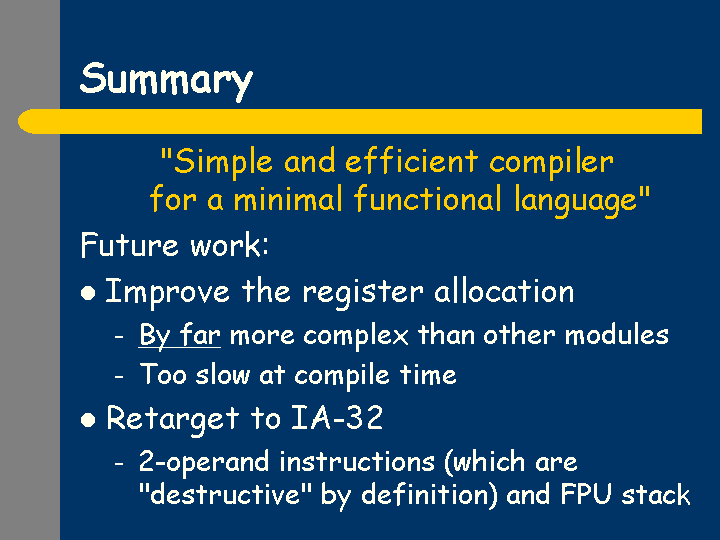 Summary
"Simple and efficient compiler
for a minimal functional language"
Future work:
● Improve the register allocation
- By far more complex than other modules
- Too slow at compile time
● Retarget to IA-32
- 2-operand instructions (which are
"destructive" by definition) and FPU stack